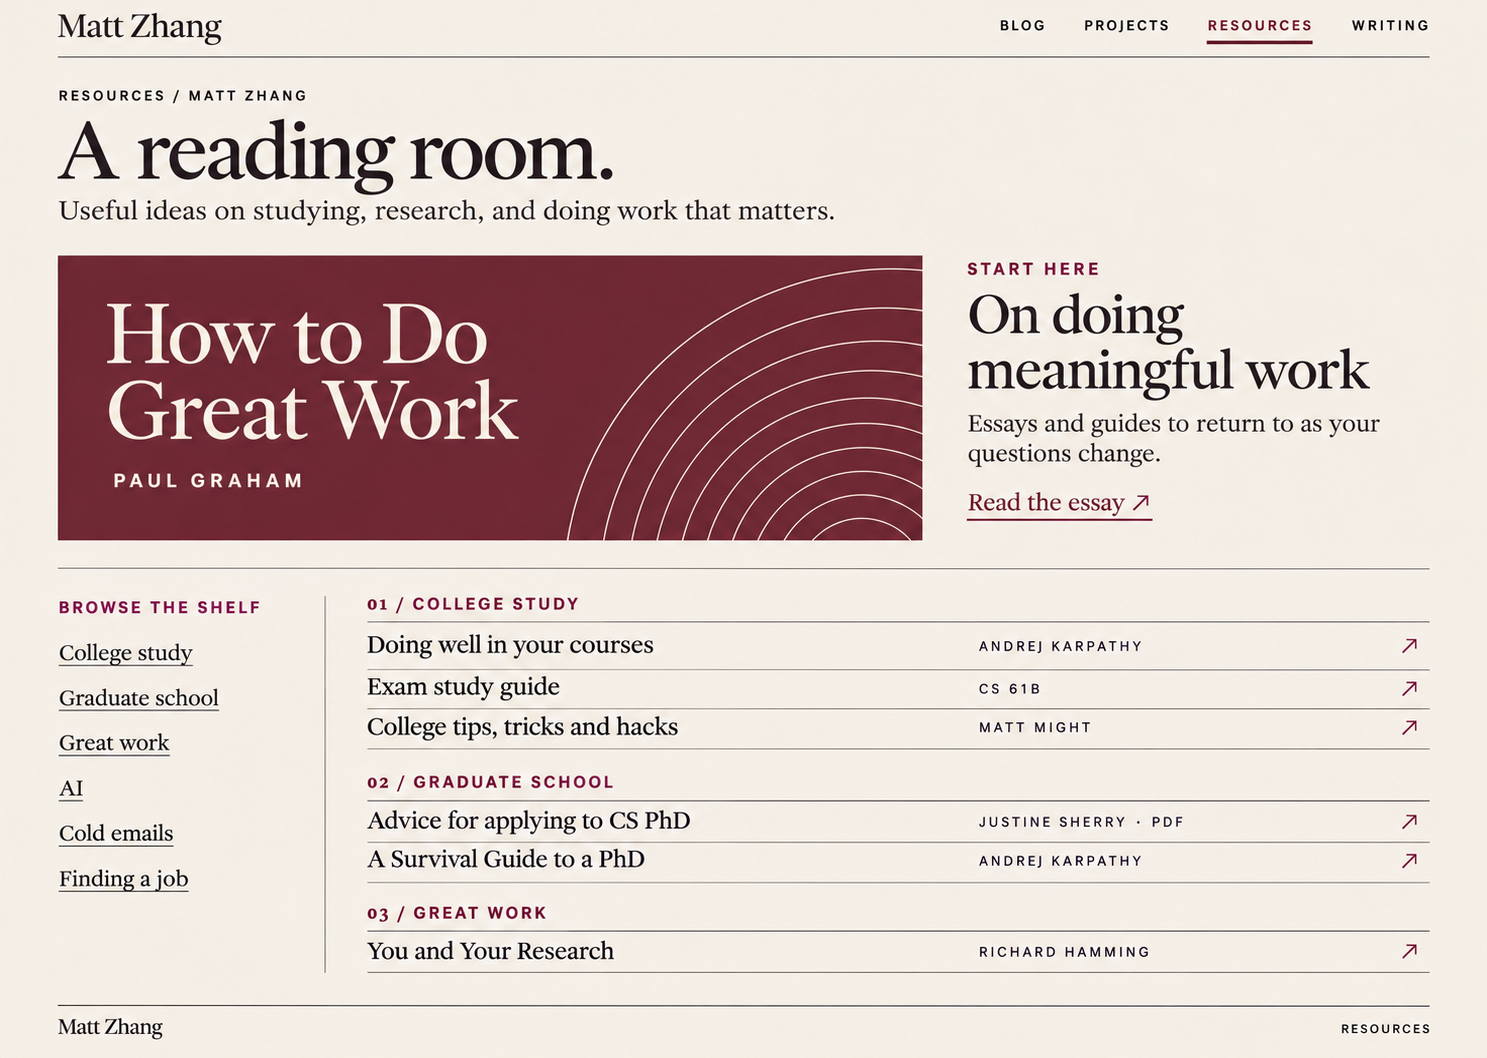 Matt Zhang
BLOG PROJECTS RESOURCES WRITING
RESOURCES / MATT ZHANG
A reading room.
Useful ideas on studying, research, and doing work that matters.
How to Do
Great Work
PAUL GRAHAM
START HERE
On doing
meaningful work
Essays and guides to return to as your
questions change.
Read the essay ↗
BROWSE THE SHELF
College study
Graduate school
Great work
AI
Cold emails
Finding a job
01 / COLLEGE STUDY
Doing well in your courses ANDREJ KARPATHY ↗
Exam study guide CS 61B ↗
College tips, tricks and hacks MATT MIGHT ↗
02 / GRADUATE SCHOOL
Advice for applying to CS PhD JUSTINE SHERRY · PDF ↗
A Survival Guide to a PhD ANDREJ KARPATHY ↗
03 / GREAT WORK
You and Your Research RICHARD HAMMING ↗
Matt Zhang
RESOURCES